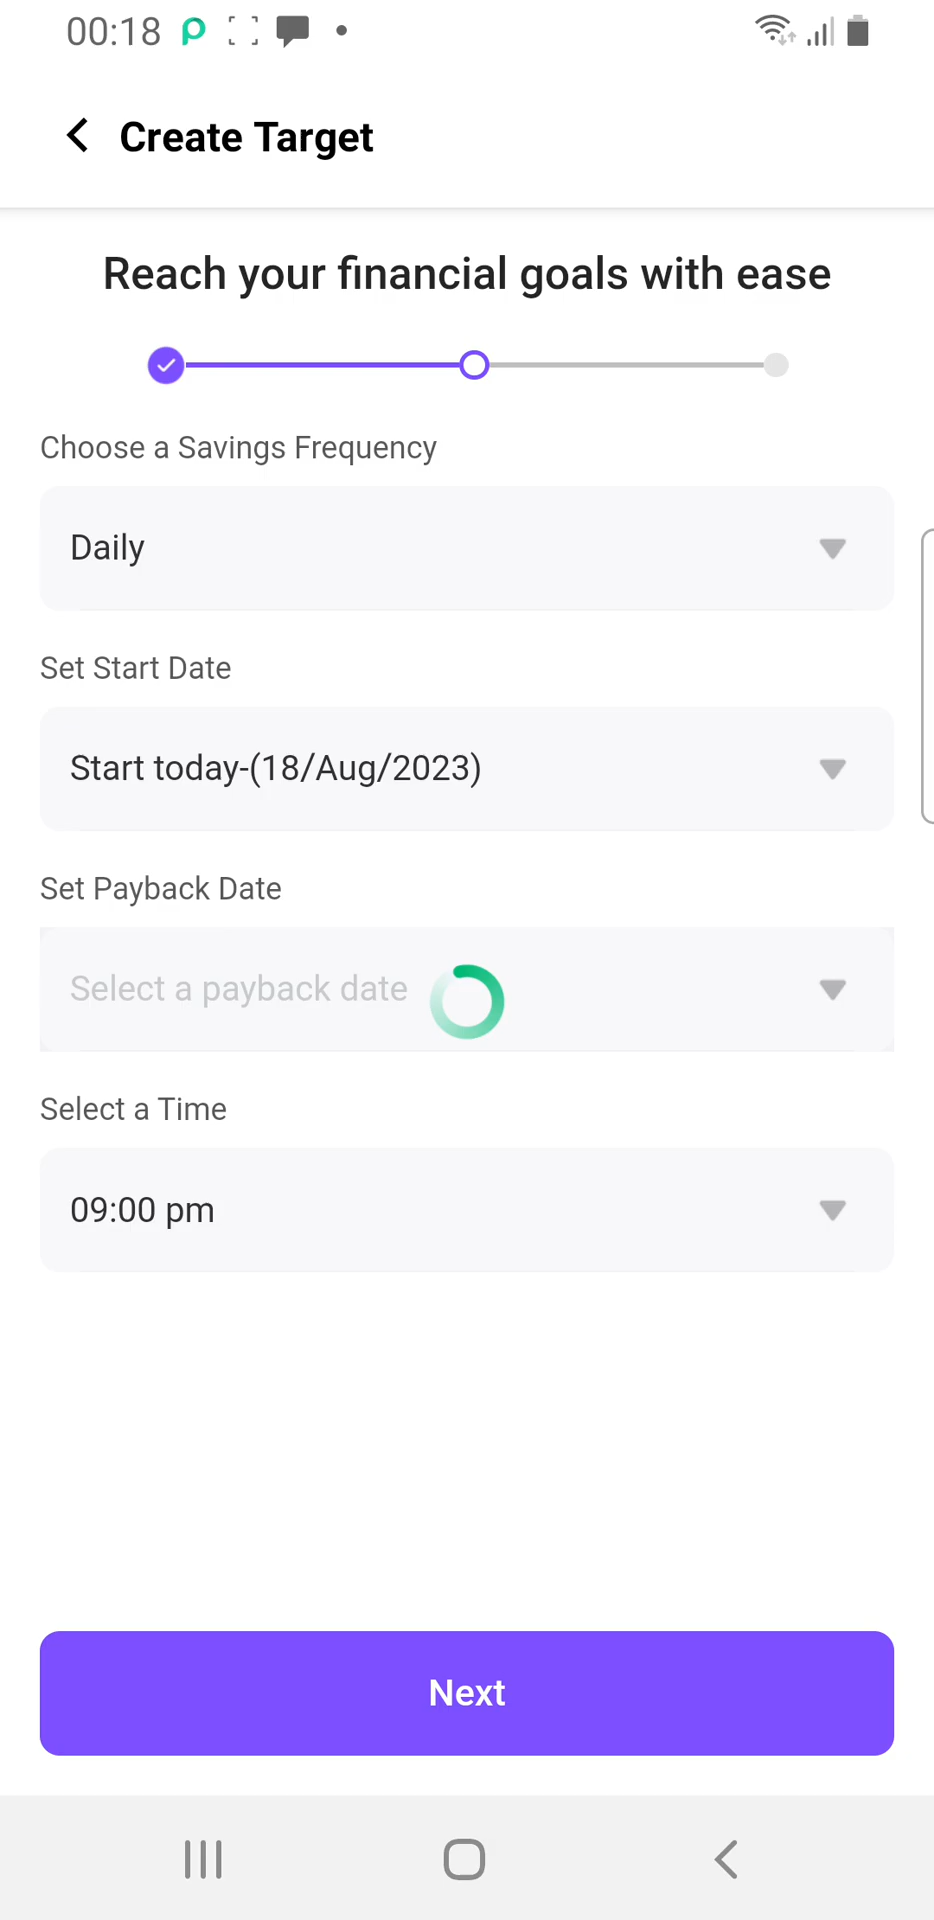 00:18
Create Target
Reach your financial goals with ease
Choose a Savings Frequency
Daily
Set Start Date
Start today-(18/Aug/2023)
Set Payback Date
Select a payback date
Select a Time
09:00 pm
Next